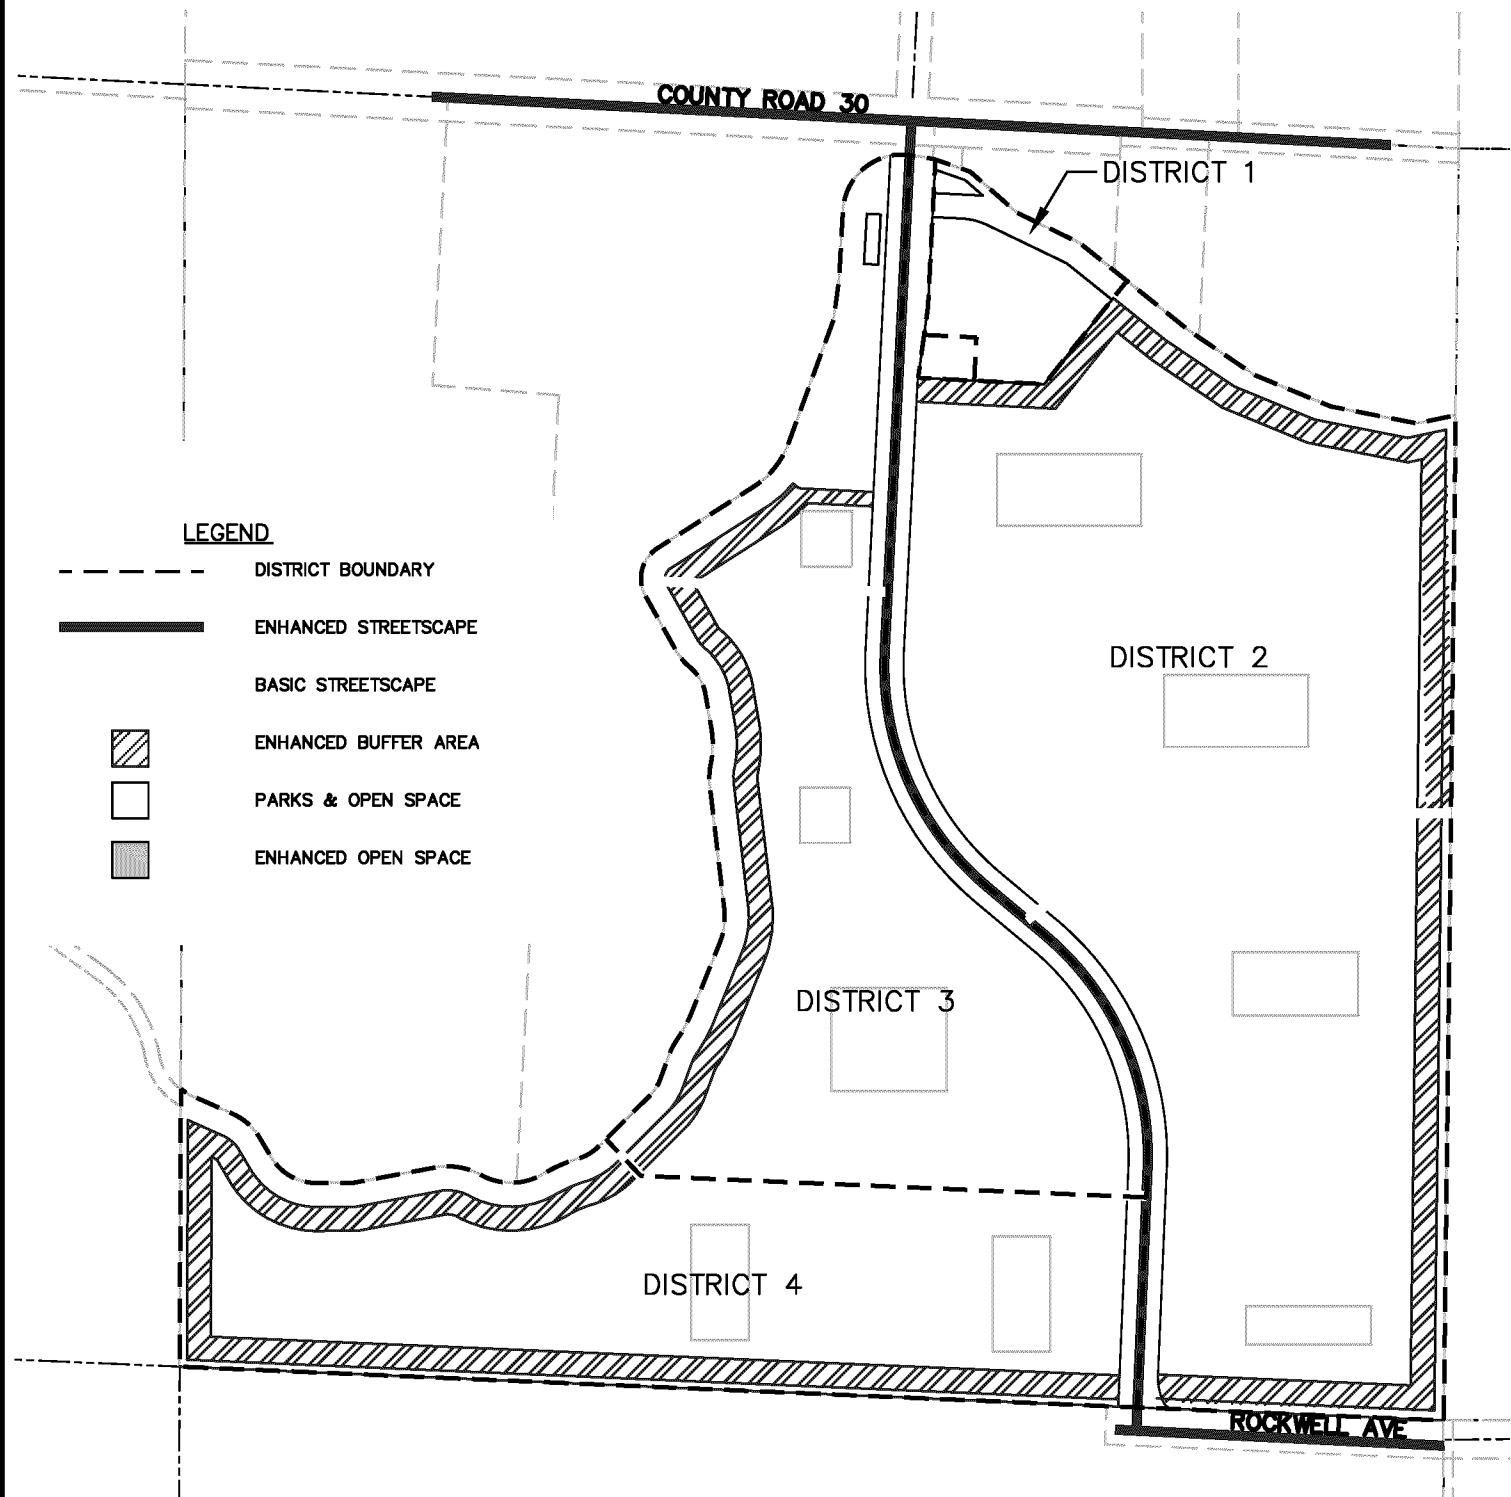 COUNTY ROAD 30
DISTRICT 1
LEGEND
DISTRICT BOUNDARY
ENHANCED STREETSCAPE
BASIC STREETSCAPE
ENHANCED BUFFER AREA
PARKS & OPEN SPACE
ENHANCED OPEN SPACE
DISTRICT 2
DISTRICT 3
DISTRICT 4
ROCKWELL AVE